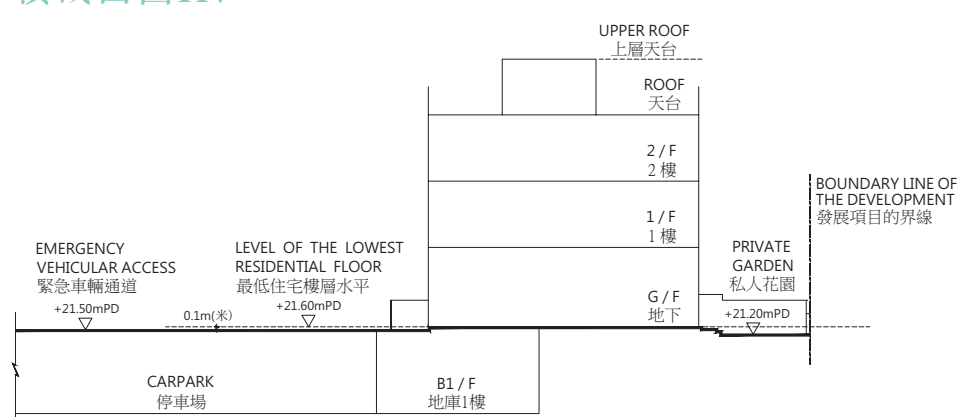 UPPER ROOF
上層天台
ROOF
天台
2 / F
2 樓
1 / F
1 樓
G / F
地下
BOUNDARY LINE OF
THE DEVELOPMENT
發展項目的界線
PRIVATE
GARDEN
私人花園
+21.20mPD
EMERGENCY
VEHICULAR ACCESS
緊急車輛通道
+21.50mPD
0.1m(米)
LEVEL OF THE LOWEST
RESIDENTIAL FLOOR
最低住宅樓層水平
+21.60mPD
CARPARK
停車場
B1 / F
地庫1樓